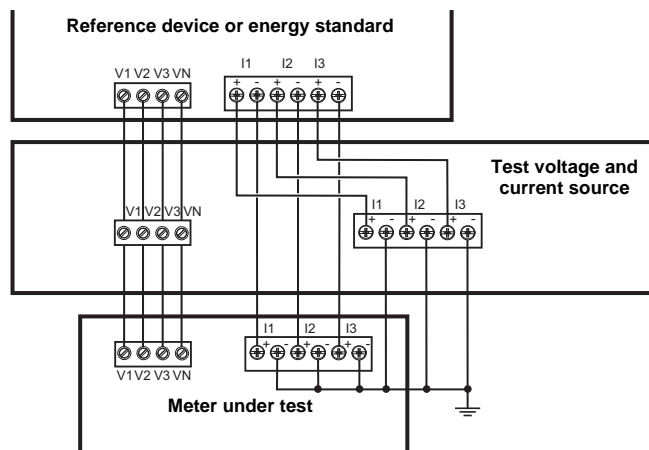 Reference device or energy standard
I1 I2 I3
V1 V2 V3 VN
+ - + - + -
Test voltage and
current source
V1 V2 V3 VN
I1 I2 I3
+ - + - + -
I1 I2 I3
+ - + - + -
V1 V2 V3 VN
Meter under test